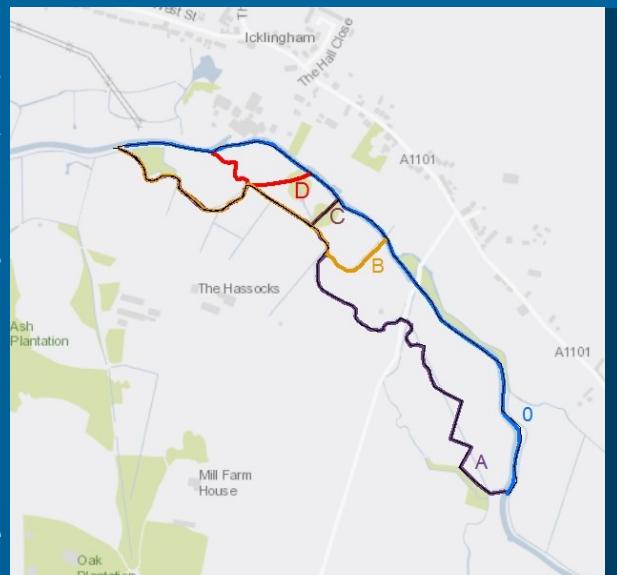 Icklingham
The Hall Close
A1101
D
C
B
The Hassocks
Ash
Plantation
A1101
0
A
Mill Farm
House
Oak